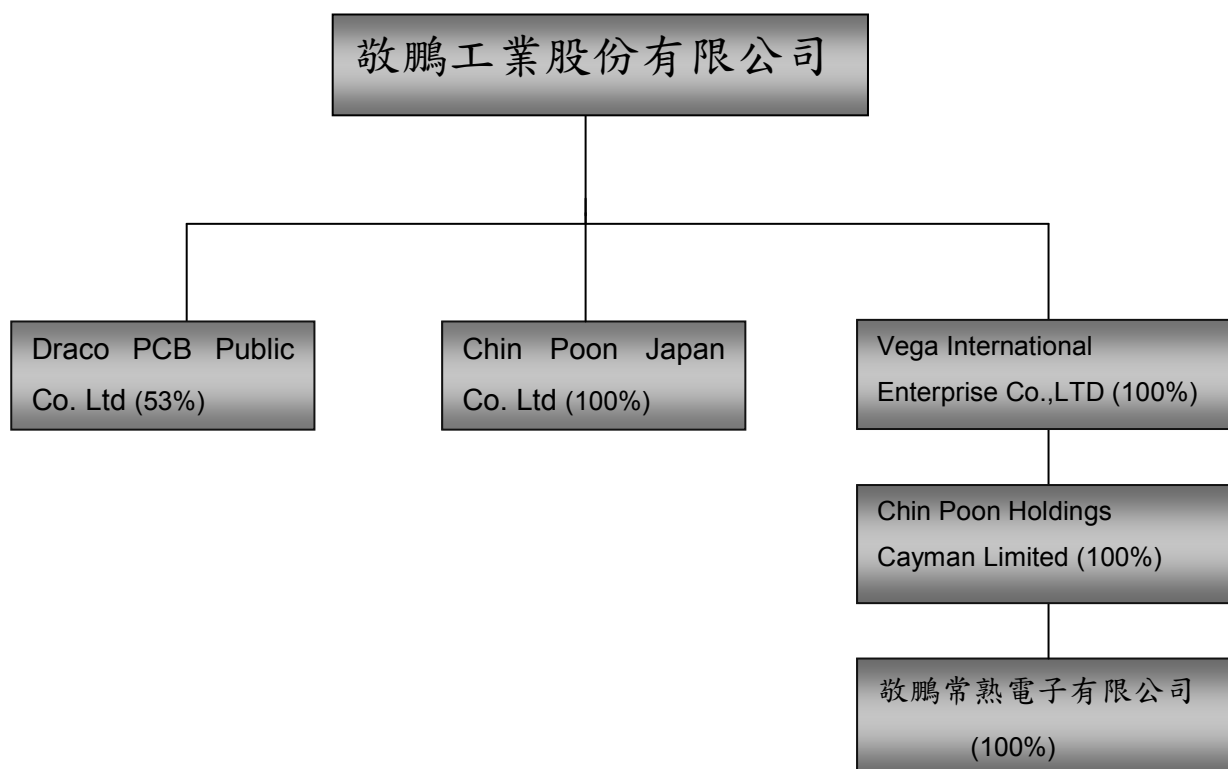 敬鵬工業股份有限公司
Draco PCB Public
Co. Ltd (53%)
Chin Poon Japan
Co. Ltd (100%)
Vega International
Enterprise Co.,LTD (100%)
Chin Poon Holdings
Cayman Limited (100%)
敬鵬常熟電子有限公司
(100%)